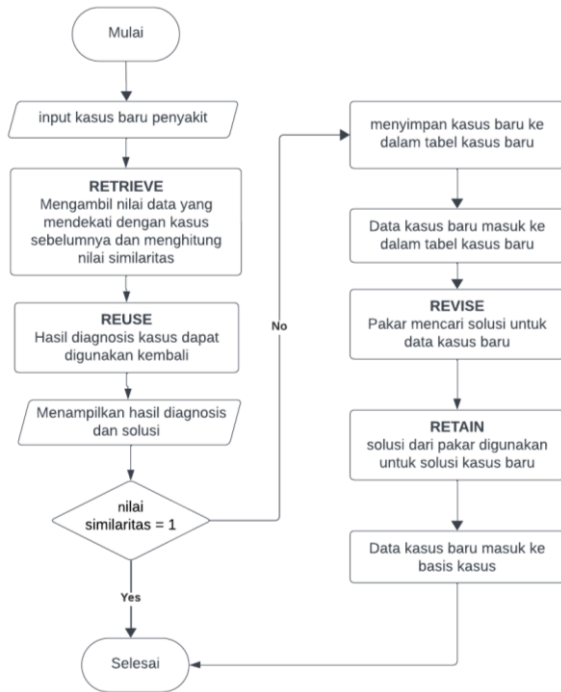 Mulai
input kasus baru penyakit
RETRIEVE
Mengambil nilai data yang
mendekati dengan kasus
sebelumnya dan menghitung
nilai similaritas
REUSE
Hasil diagnosis kasus dapat
digunakan kembali
Menampilkan hasil diagnosis
dan solusi
nilai
similaritas = 1
Yes
Selesai
No
menyimpan kasus baru ke
dalam tabel kasus baru
Data kasus baru masuk ke
dalam tabel kasus baru
REVISE
Pakar mencari solusi untuk
data kasus baru
RETAIN
solusi dari pakar digunakan
untuk solusi kasus baru
Data kasus baru masuk ke
basis kasus